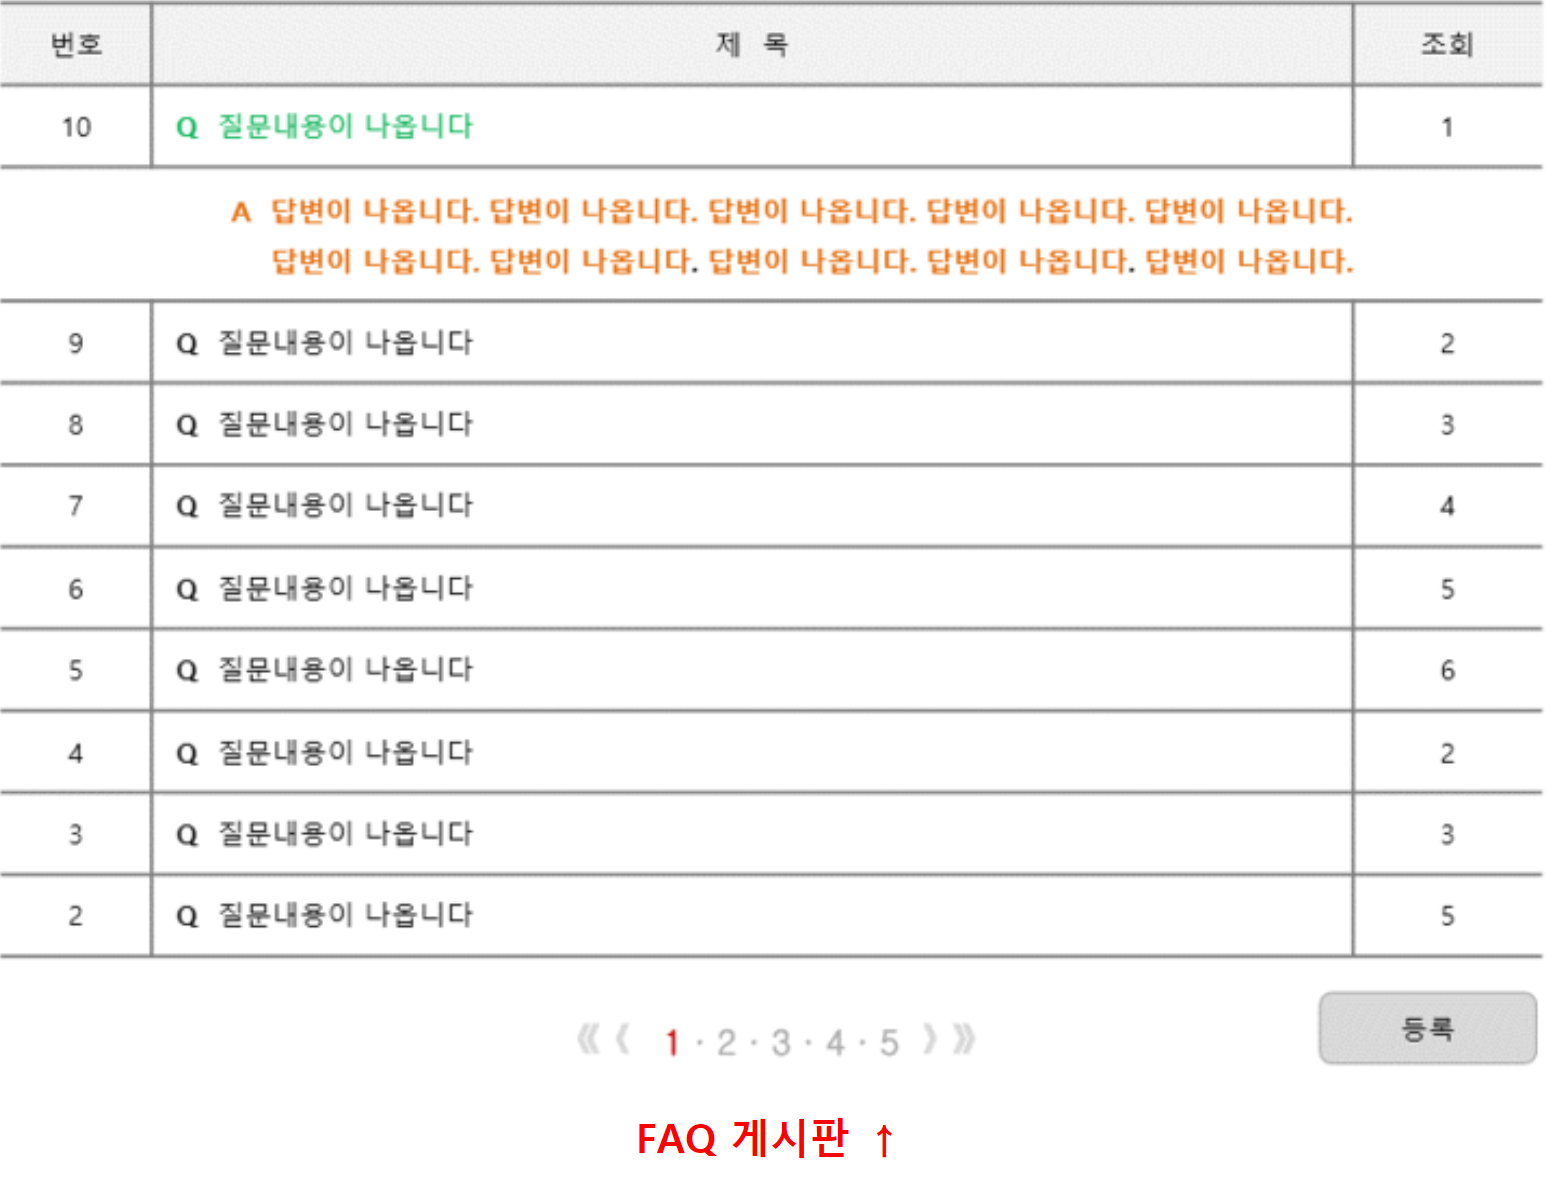 번호 제 목 조회
10 Q 질문내용이 나옵니다 1
A 답변이 나옵니다. 답변이 나옵니다. 답변이 나옵니다. 답변이 나옵니다. 답변이 나옵니다.
답변이 나옵니다. 답변이 나옵니다. 답변이 나옵니다. 답변이 나옵니다. 답변이 나옵니다.
9 Q 질문내용이 나옵니다 2
8 Q 질문내용이 나옵니다 3
7 Q 질문내용이 나옵니다 4
6 Q 질문내용이 나옵니다 5
5 Q 질문내용이 나옵니다 6
4 Q 질문내용이 나옵니다 2
3 Q 질문내용이 나옵니다 3
2 Q 질문내용이 나옵니다 5
등록
《 〈 1 · 2 · 3 · 4 · 5 〉 》
FAQ 게시판 ↑